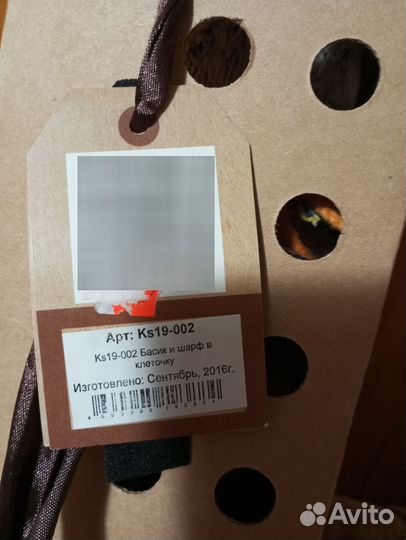 Арт: Ks19-002
Ks19-002 Басик и шарф в
клеточку
Изготовлено: Сентябрь, 2016г.
Avito